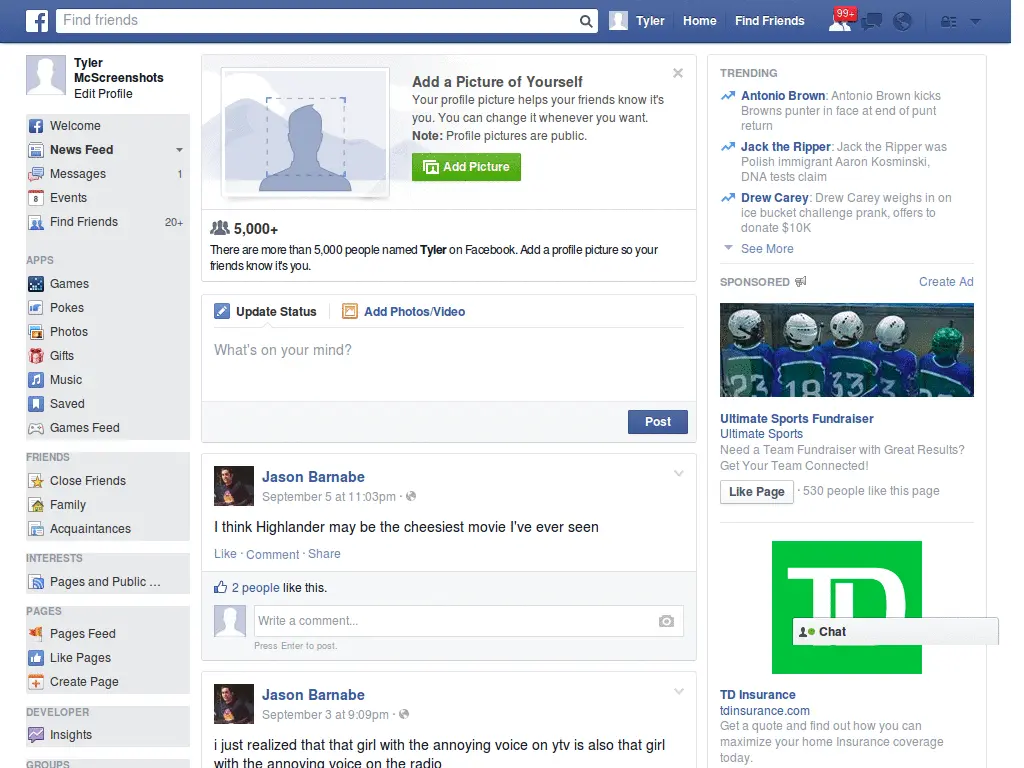 Find friends
Tyler
Home
Find Friends
99+
Tyler
McScreenshots
Edit Profile
Welcome
News Feed
Messages 1
8 Events
Find Friends 20+
APPS
Games
Pokes
Photos
Gifts
Music
Saved
Games Feed
FRIENDS
Close Friends
Family
Acquaintances
INTERESTS
Pages and Public ...
PAGES
Pages Feed
Like Pages
Create Page
DEVELOPER
Insights
GROUPS
Add a Picture of Yourself
Your profile picture helps your friends know it's
you. You can change it whenever you want.
Note: Profile pictures are public.
Add Picture
5,000+
There are more than 5,000 people named Tyler on Facebook. Add a profile picture so your
friends know it's you.
Update Status
Add Photos/Video
What's on your mind?
Post
Jason Barnabe
September 5 at 11:03pm ·
I think Highlander may be the cheesiest movie I've ever seen
Like · Comment · Share
2 people like this.
Write a comment...
Press Enter to post.
Jason Barnabe
September 3 at 9:09pm ·
i just realized that that girl with the annoying voice on ytv is also that girl
with the annoying voice on the radio
TRENDING
Antonio Brown: Antonio Brown kicks
Browns punter in face at end of punt
return
Jack the Ripper: Jack the Ripper was
Polish immigrant Aaron Kosminski,
DNA tests claim
Drew Carey: Drew Carey weighs in on
ice bucket challenge prank, offers to
donate $10K
See More
SPONSORED
Create Ad
23 18 33
Ultimate Sports Fundraiser
Ultimate Sports
Need a Team Fundraiser with Great Results?
Get Your Team Connected!
Like Page · 530 people like this page
TD
Chat
TD Insurance
tdinsurance.com
Get a quote and find out how you can
maximize your home Insurance coverage
today.